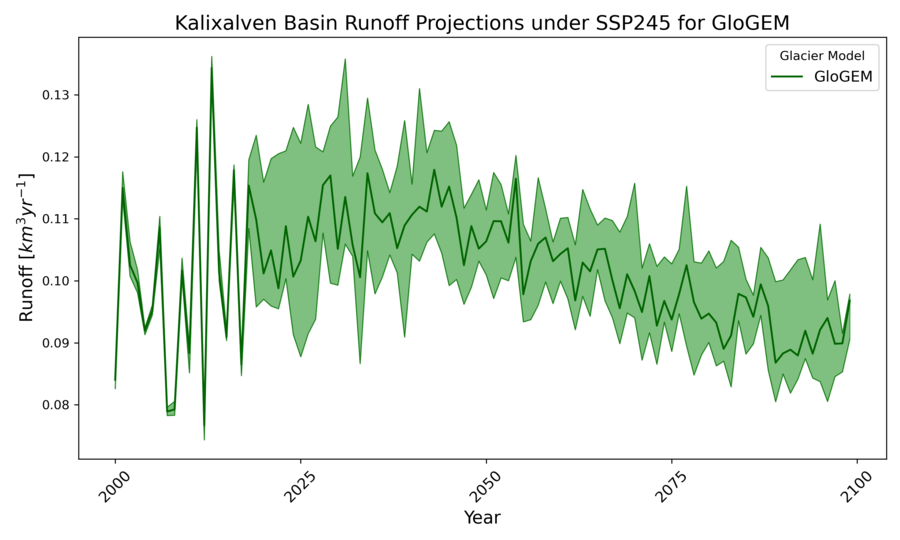 Kalixalven Basin Runoff Projections under SSP245 for GloGEM
Glacier Model
GloGEM
0.13
0.12
0.11
0.10
0.09
0.08
Runoff [km³yr⁻¹]
2000
2025
2050
2075
2100
Year